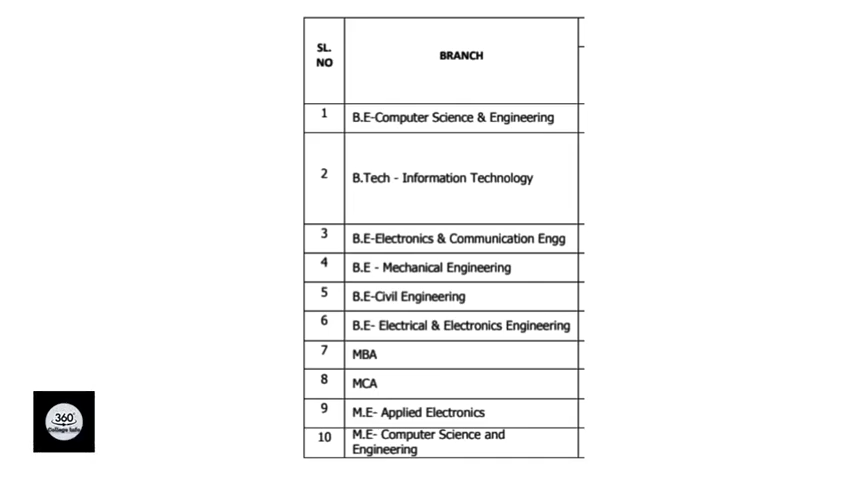 SL.
NO
BRANCH
1
B.E-Computer Science & Engineering
2
B.Tech - Information Technology
3
B.E-Electronics & Communication Engg
4
B.E - Mechanical Engineering
5
B.E-Civil Engineering
6
B.E- Electrical & Electronics Engineering
7
MBA
8
MCA
9
M.E- Applied Electronics
10
M.E- Computer Science and
Engineering
360°
College Info